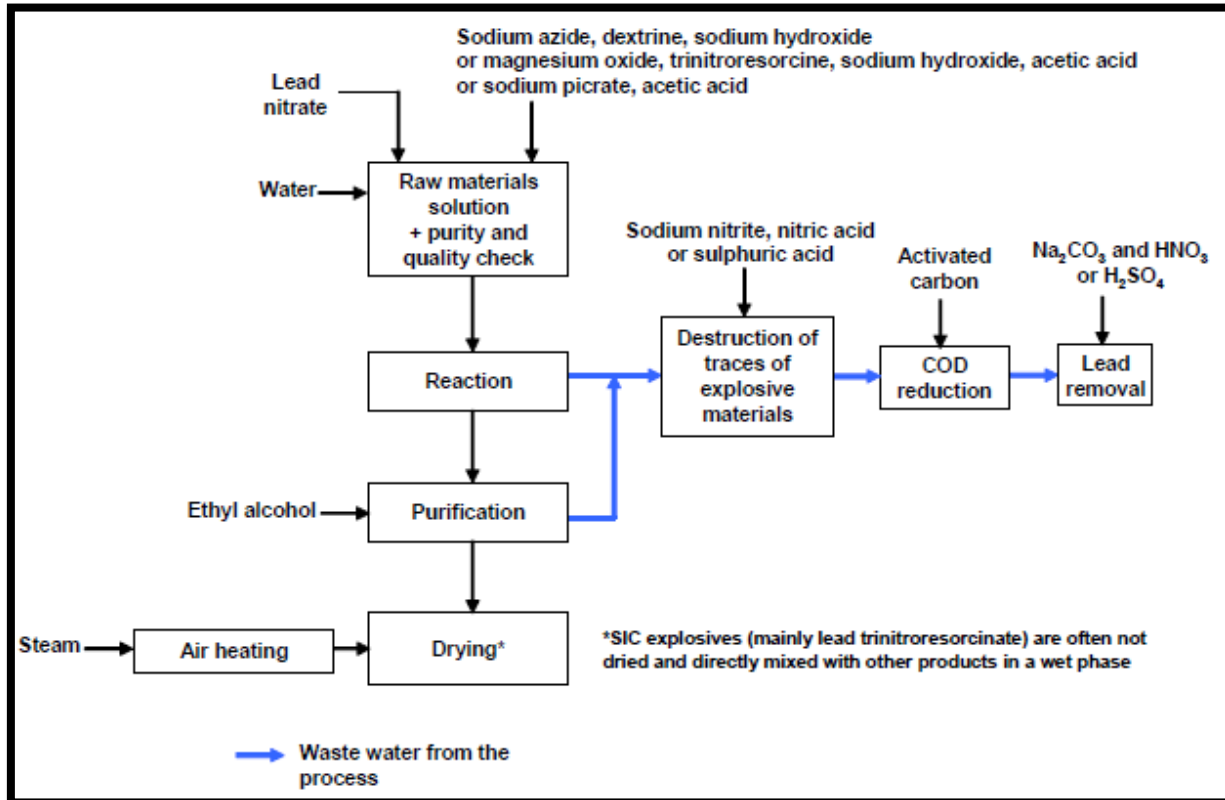 Sodium azide, dextrine, sodium hydroxide
or magnesium oxide, trinitroresorcine, sodium hydroxide, acetic acid
or sodium picrate, acetic acid
Lead
nitrate
Water
Raw materials
solution
+ purity and
quality check
Sodium nitrite, nitric acid
or sulphuric acid
Activated
carbon
Na₂CO₃ and HNO₃
or H₂SO₄
Reaction
Destruction of
traces of
explosive
materials
COD
reduction
Lead
removal
Ethyl alcohol
Purification
Steam
Air heating
Drying*
*SIC explosives (mainly lead trinitroresorcinate) are often not
dried and directly mixed with other products in a wet phase
Waste water from the
process